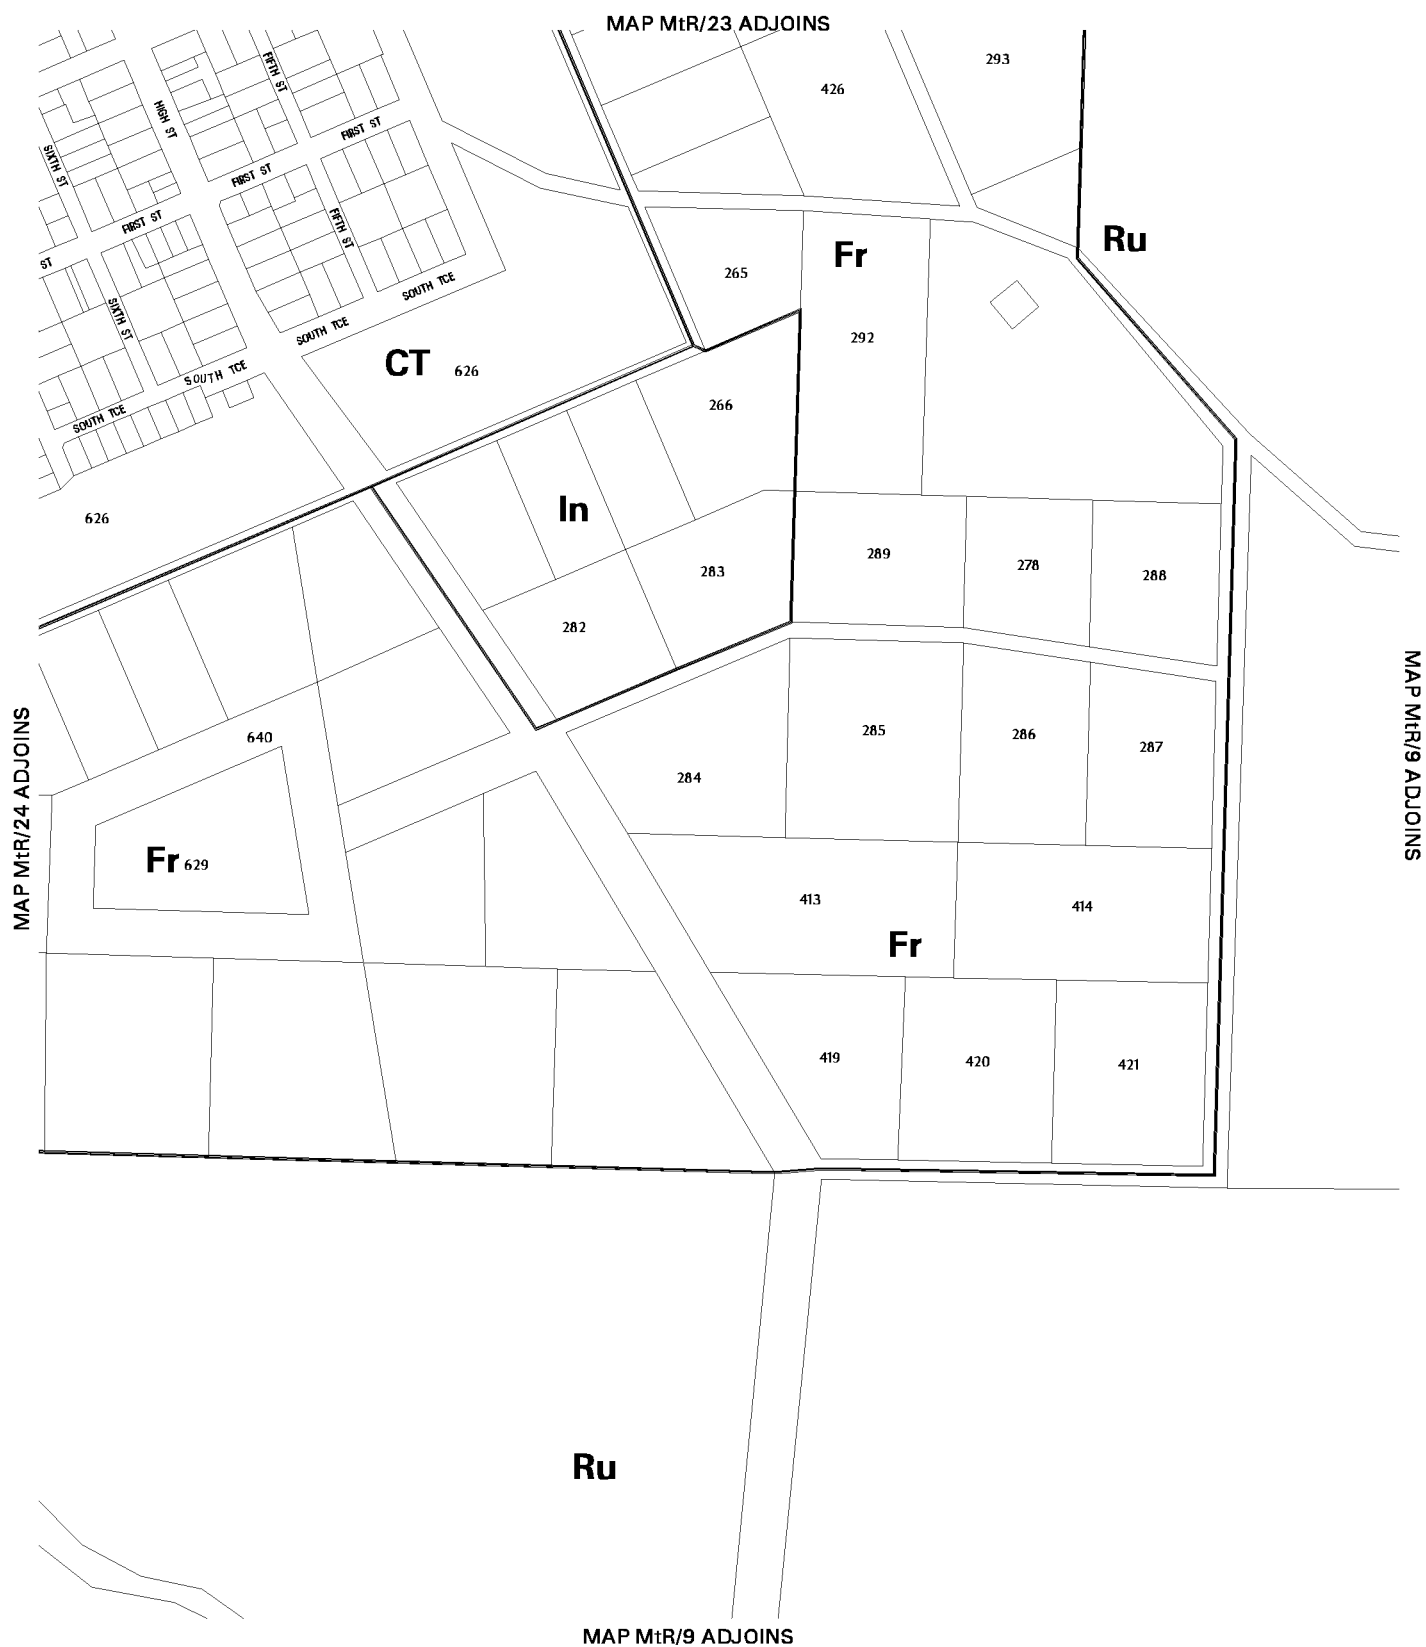 MAP MtR/23 ADJOINS
293
426
FIFTH ST
HIGH ST
FIRST ST
SIXTH ST
FIRST ST
FIRST ST
FIFTH ST
Ru
Fr
ST
265
SOUTH TCE
SIXTH ST
SOUTH TCE
292
CT
626
SOUTH TCE
266
SOUTH TCE
In
626
289
278
288
283
282
MAP MtR/9 ADJOINS
MAP MtR/24 ADJOINS
640
285
286
287
284
Fr
629
413
414
Fr
419
420
421
Ru
MAP MtR/9 ADJOINS